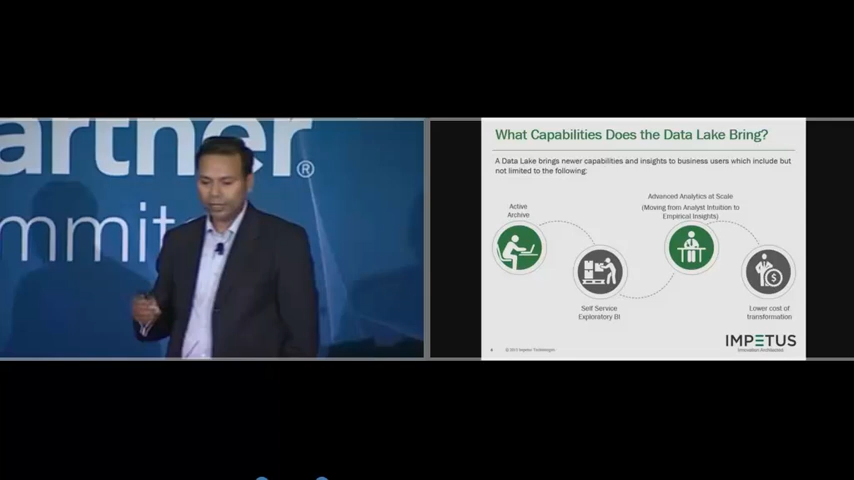 artner®
mmit
What Capabilities Does the Data Lake Bring?
A Data Lake brings newer capabilities and insights to business users which include but
not limited to the following:
Active
Archive
Advanced Analytics at Scale
(Moving from Analyst Intuition to
Empirical Insights)
Self Service
Exploratory BI
$
Lower cost of
transformation
IMPETUS